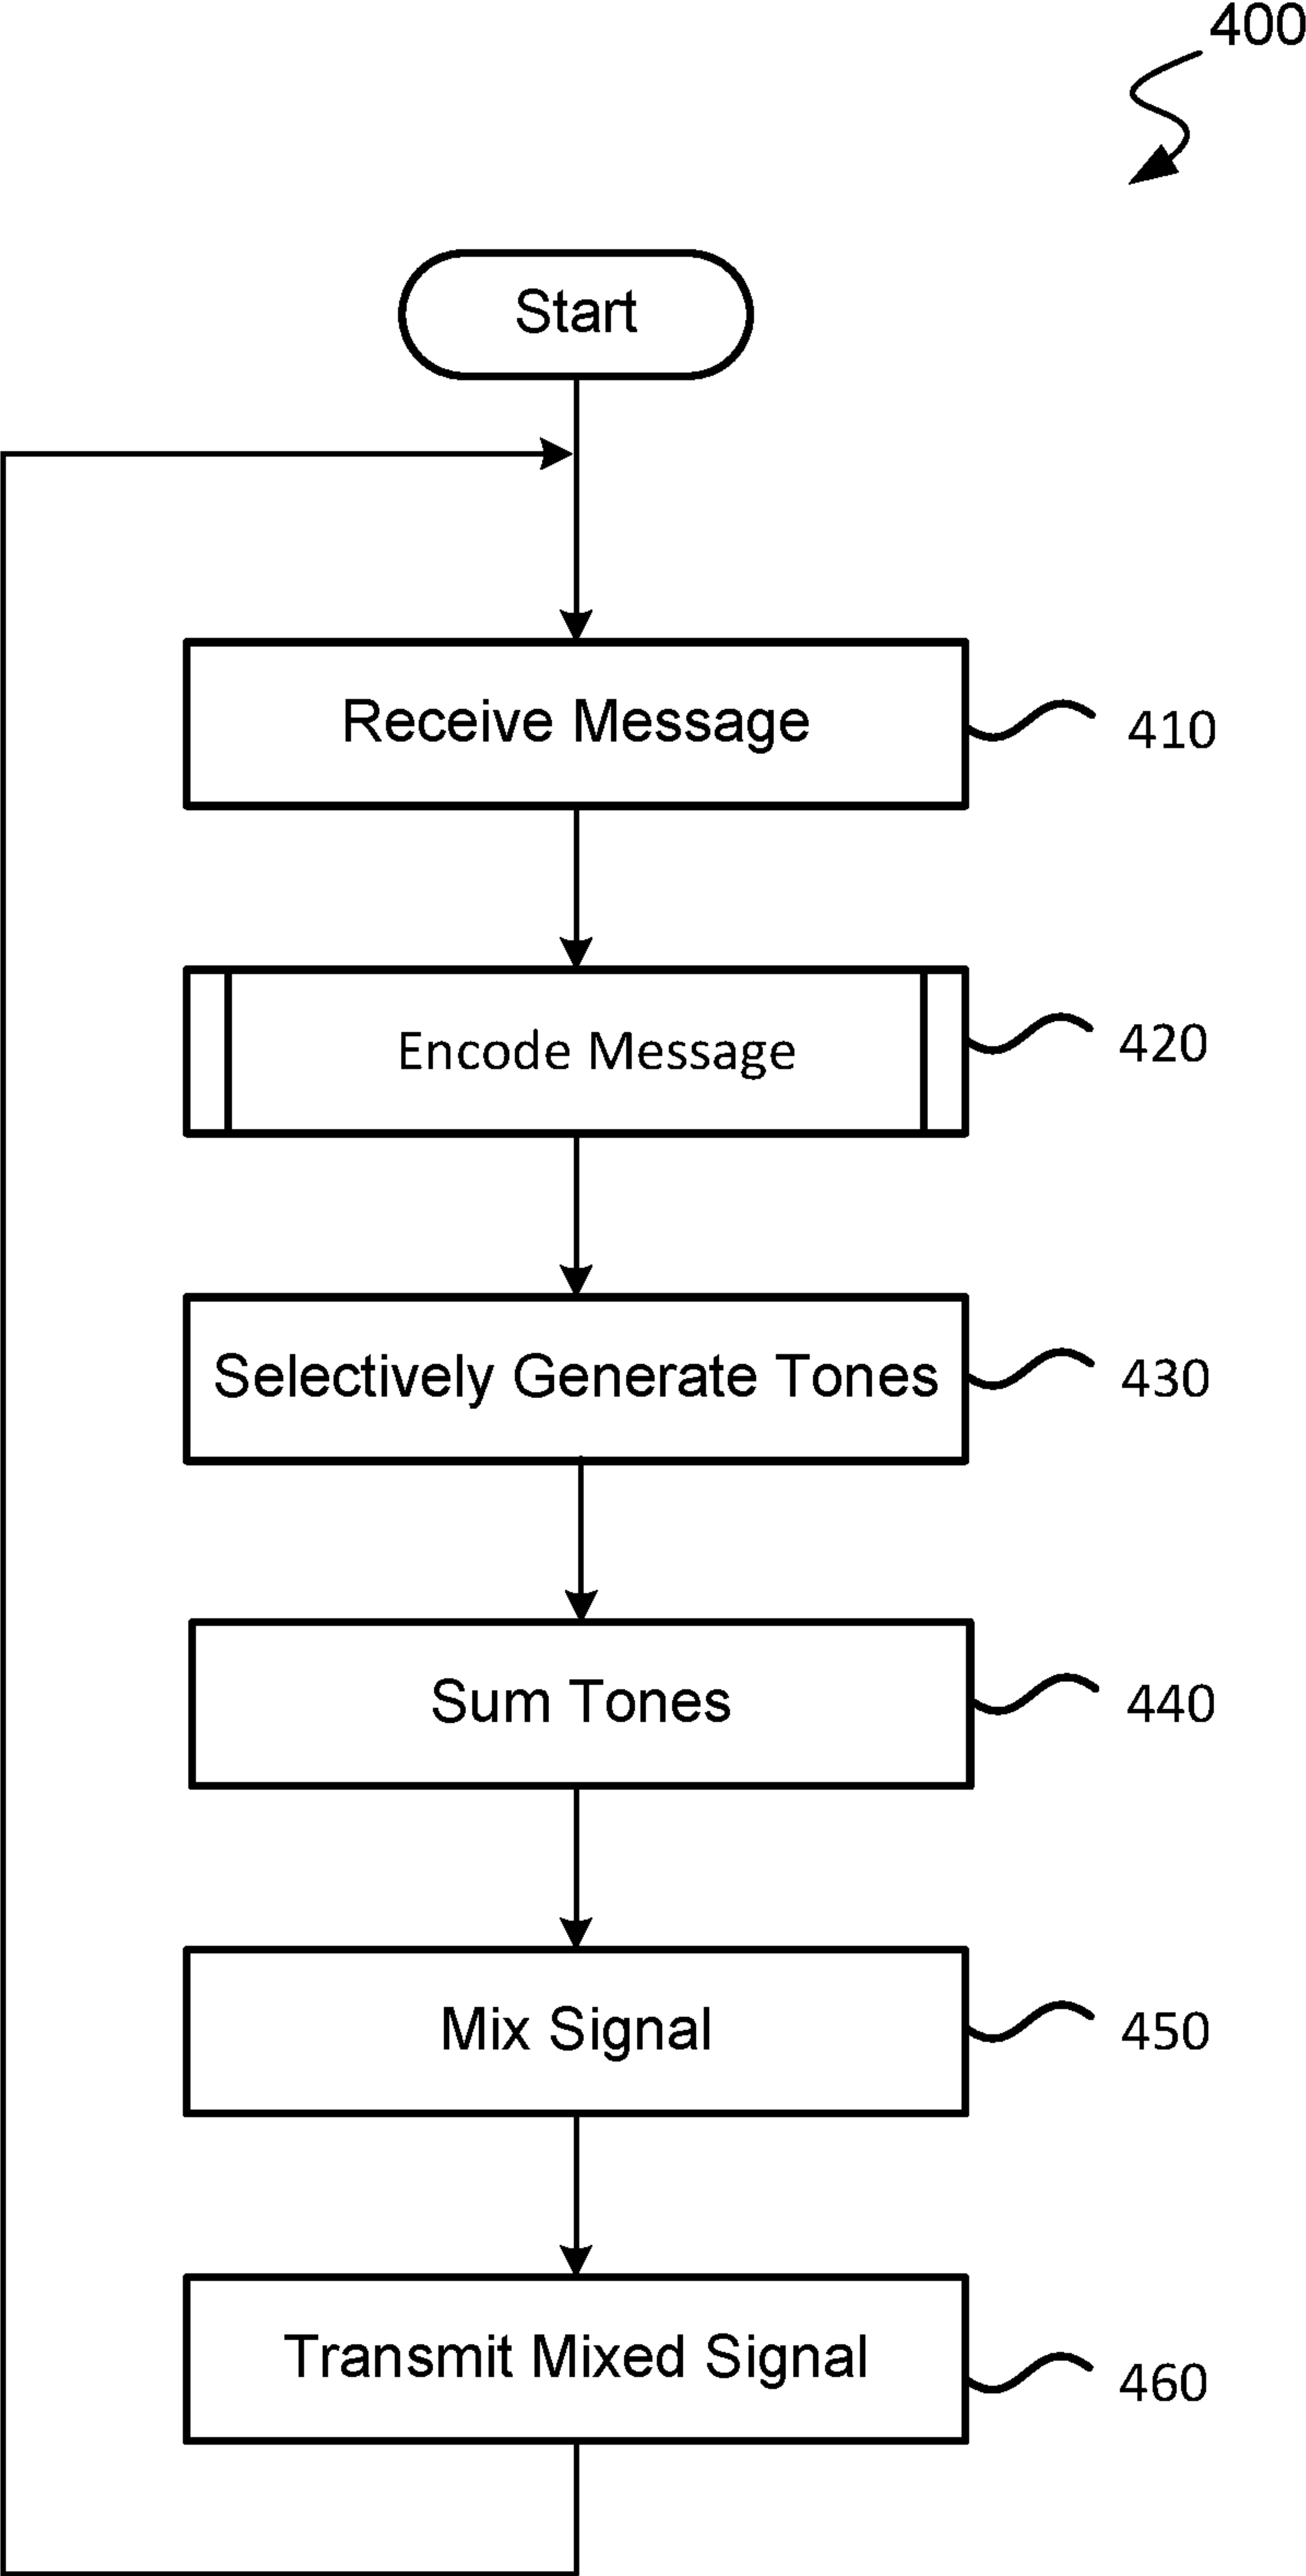 400
Start
Receive Message
410
Encode Message
420
Selectively Generate Tones
430
Sum Tones
440
Mix Signal
450
Transmit Mixed Signal
460